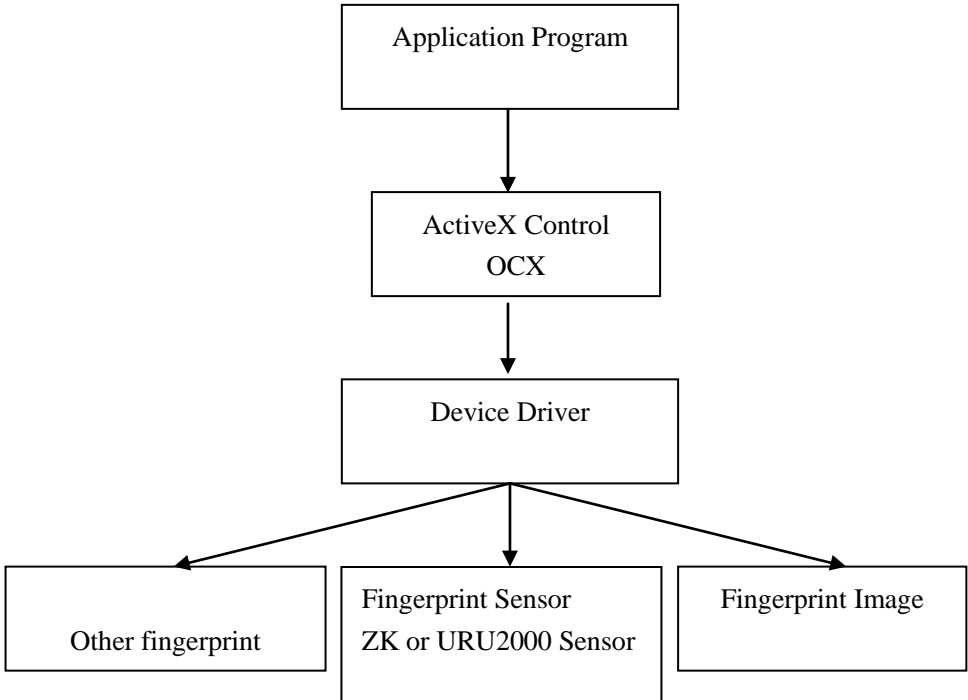 Application Program
ActiveX Control
OCX
Device Driver
Other fingerprint
Fingerprint Sensor
ZK or URU2000 Sensor
Fingerprint Image